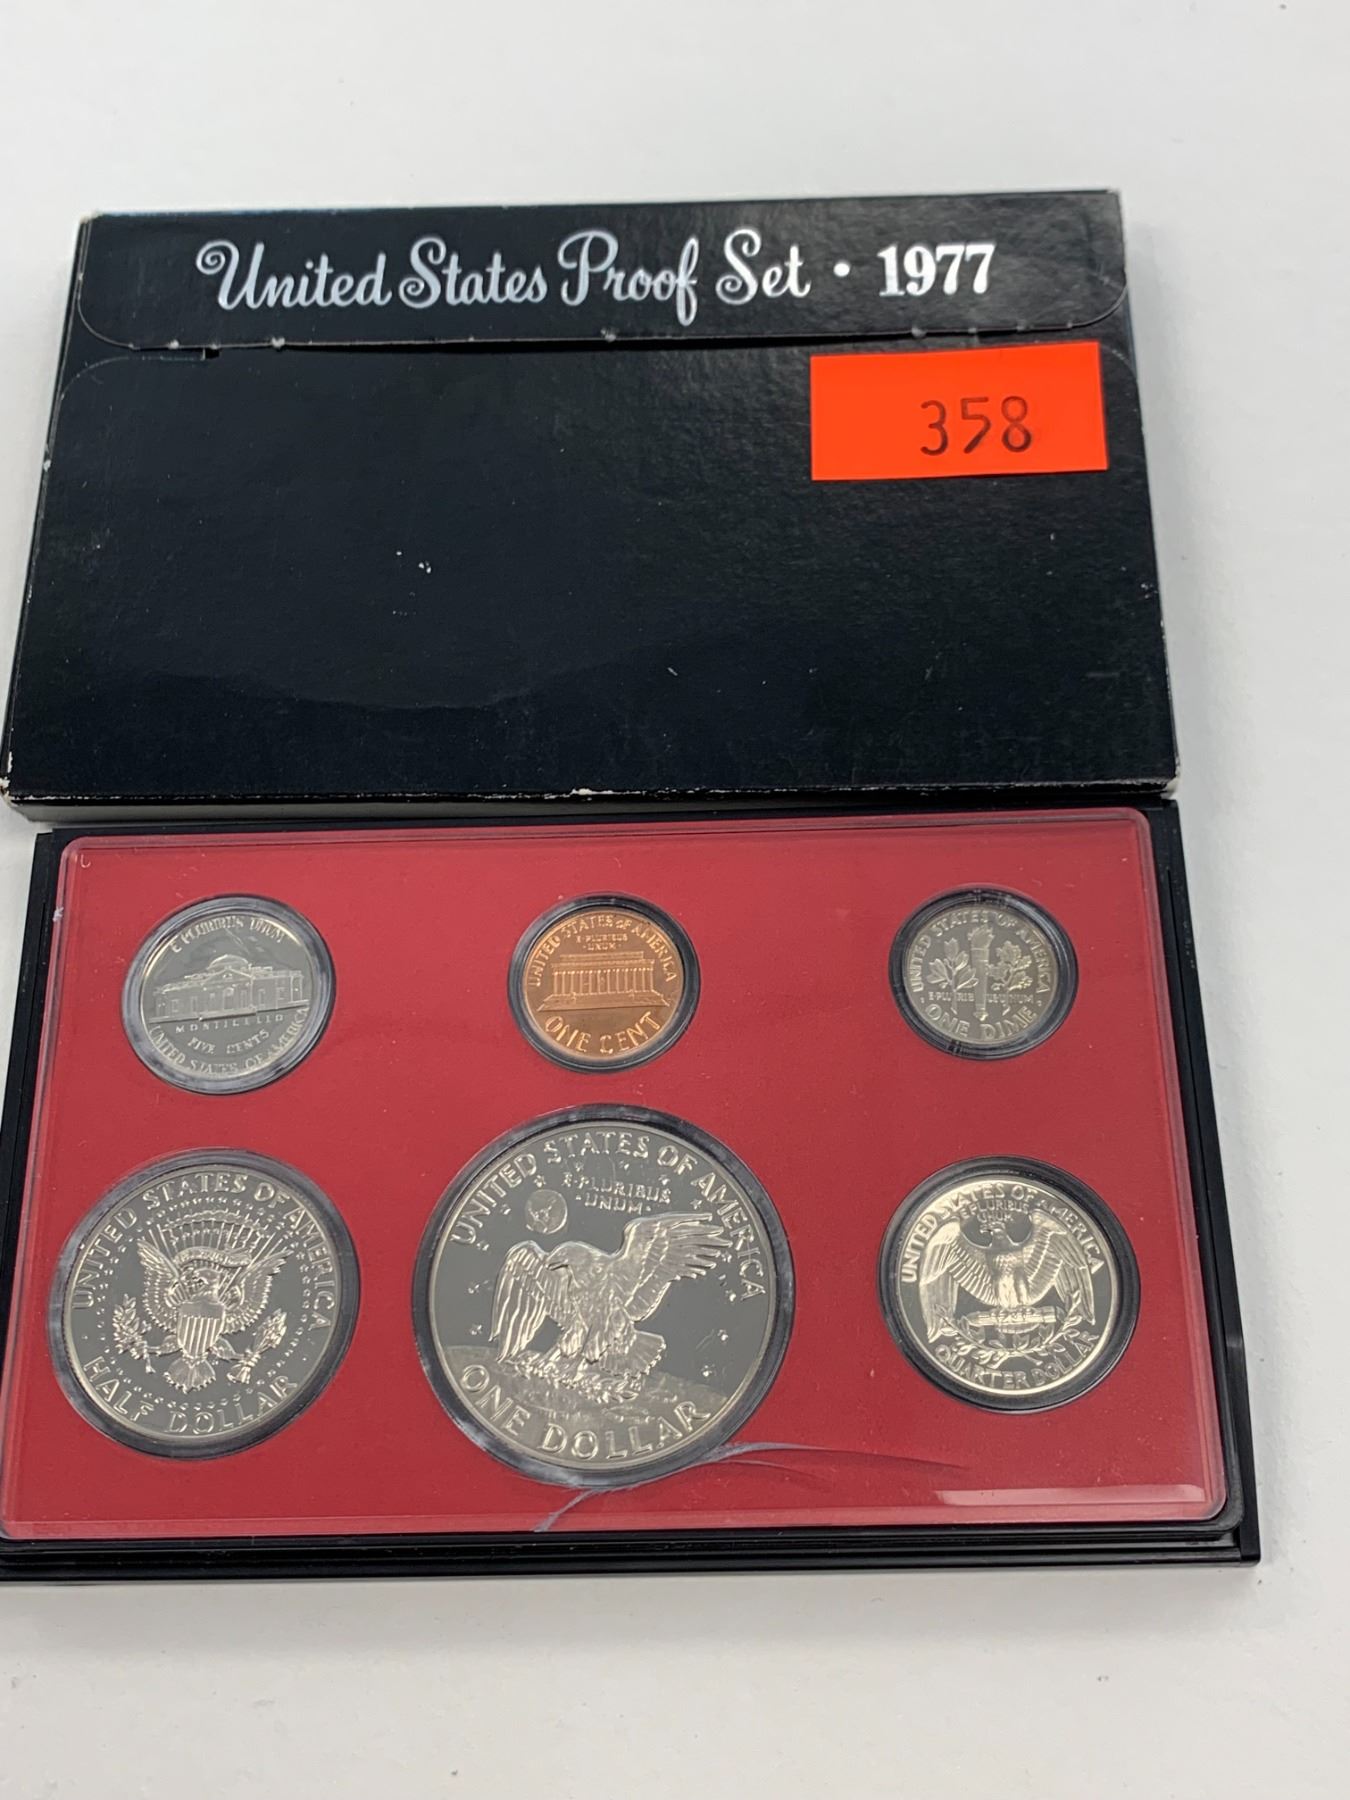 United States Proof Set • 1977
358
E PLURIBUS UNUM
MONTICELLO
FIVE CENTS
UNITED STATES OF AMERICA
UNITED STATES OF AMERICA
E·PLURIBUS
·UNUM·
ONE CENT
UNITED STATES OF AMERICA
E·PLURIBUS UNUM
ONE DIME
UNITED STATES OF AMERICA
HALF DOLLAR
UNITED STATES OF AMERICA
E·PLURIBUS
·UNUM·
ONE DOLLAR
UNITED STATES OF AMERICA
E PLURIBUS
UNUM
QUARTER DOLLAR